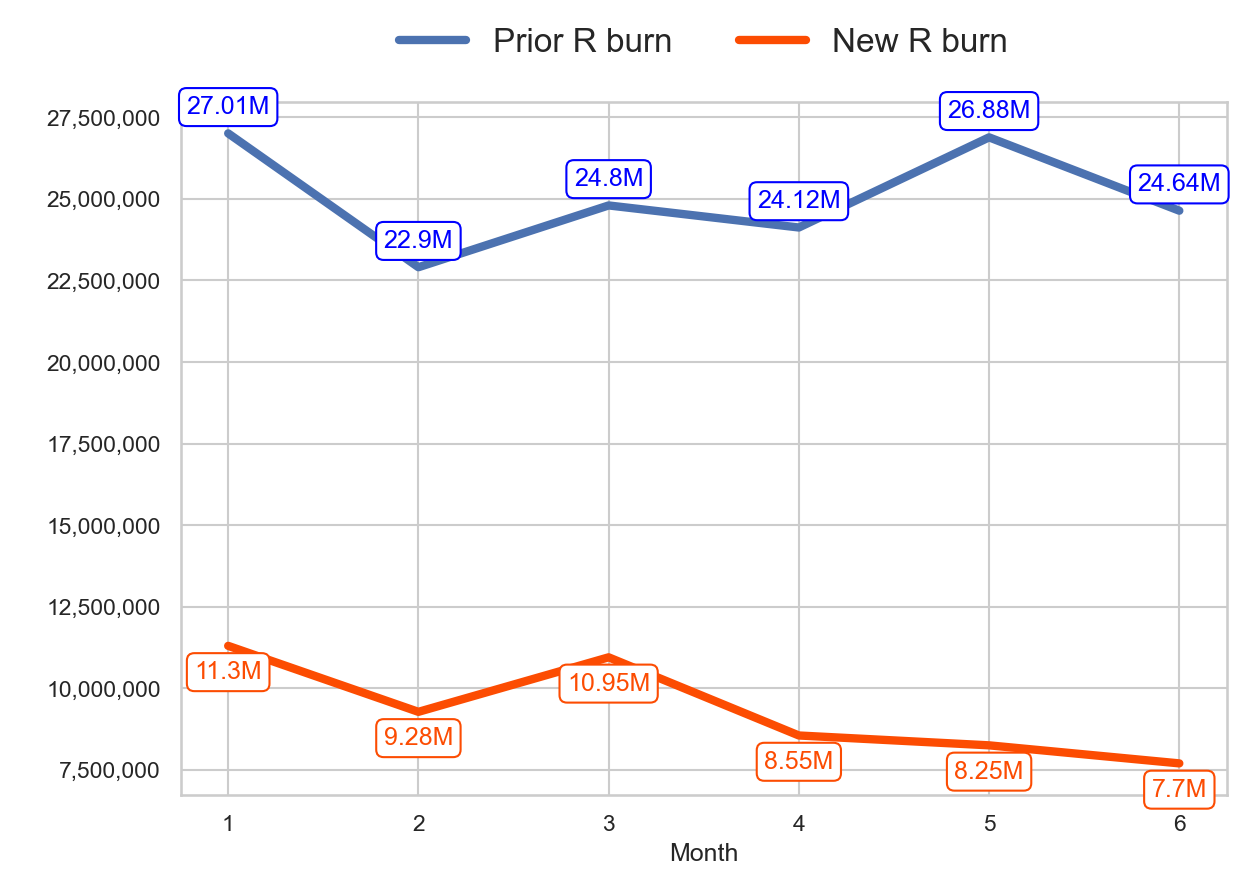 Prior R burn New R burn
27,500,000
25,000,000
22,500,000
20,000,000
17,500,000
15,000,000
12,500,000
10,000,000
7,500,000
27.01M
22.9M
24.8M
24.12M
26.88M
24.64M
11.3M
9.28M
10.95M
8.55M
8.25M
7.7M
1 2 3 4 5 6
Month